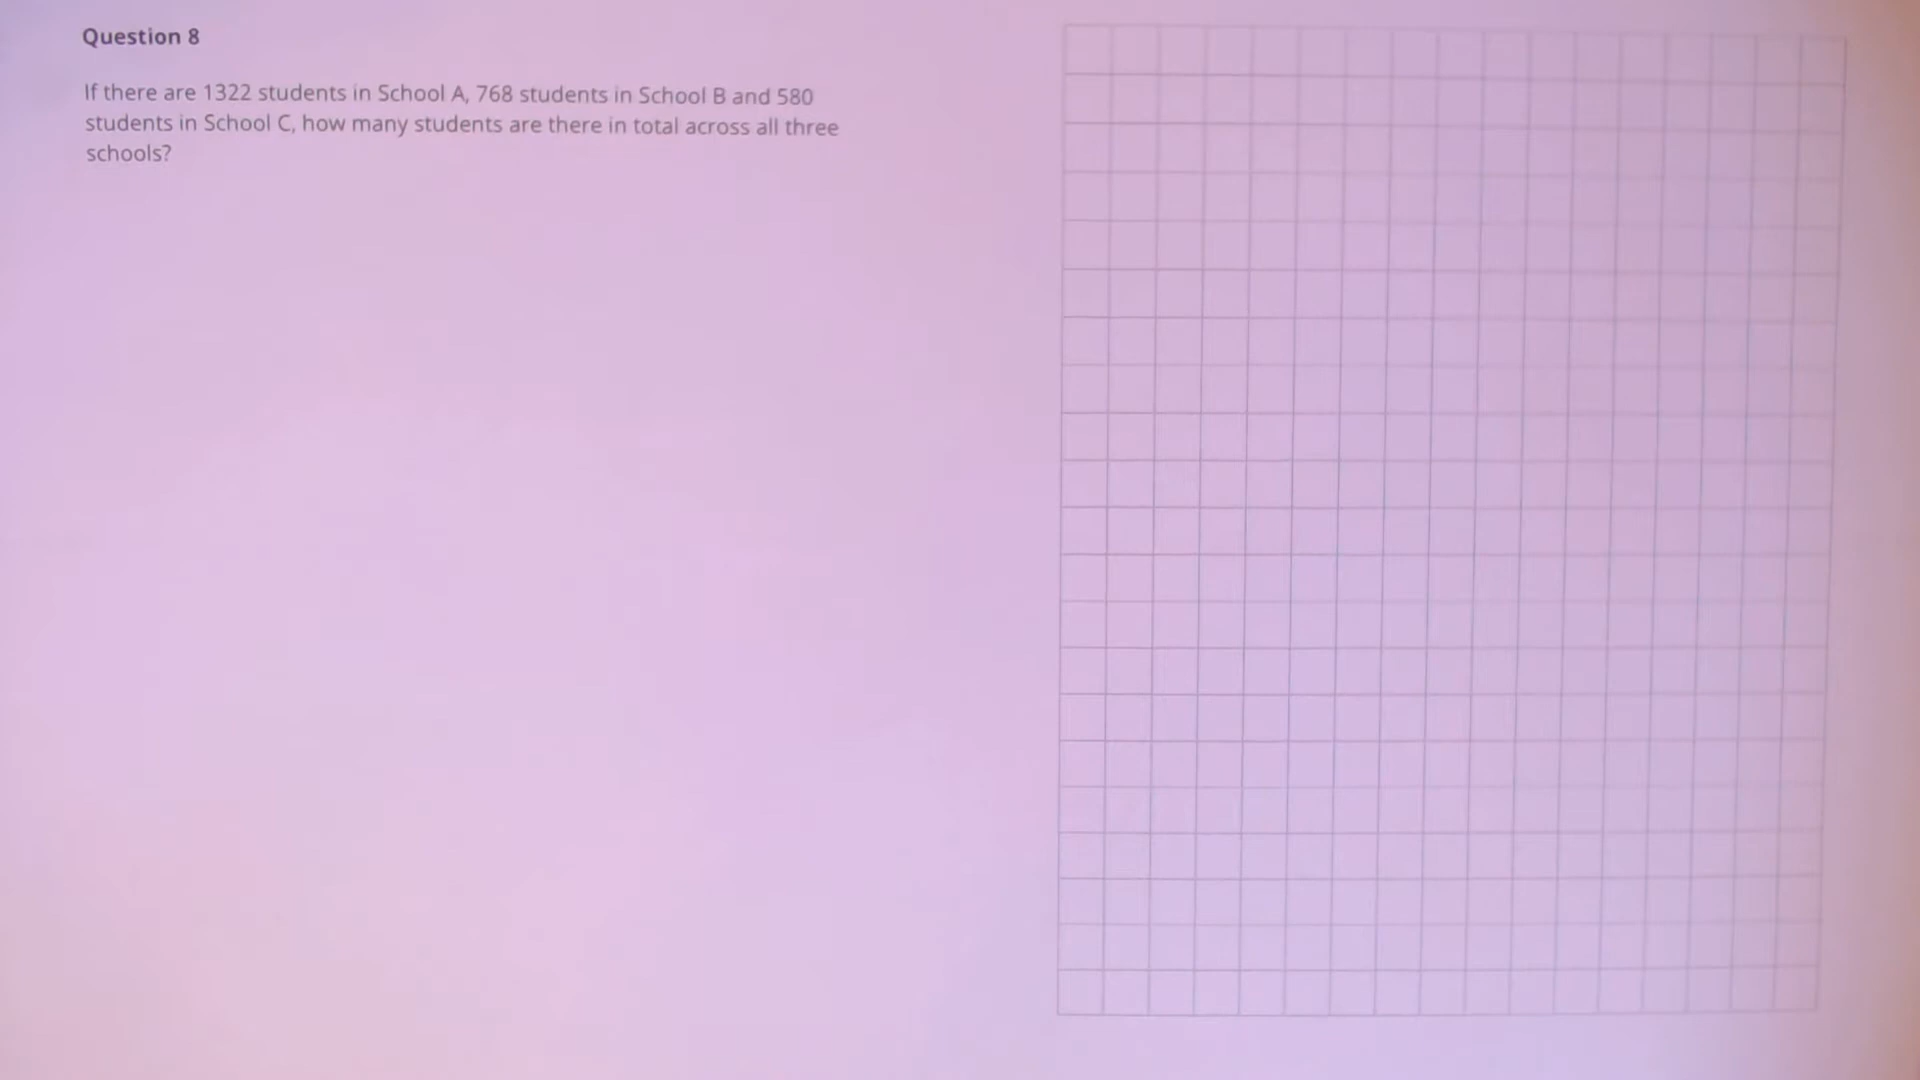 Question 8
If there are 1322 students in School A, 768 students in School B and 580
students in School C, how many students are there in total across all three
schools?